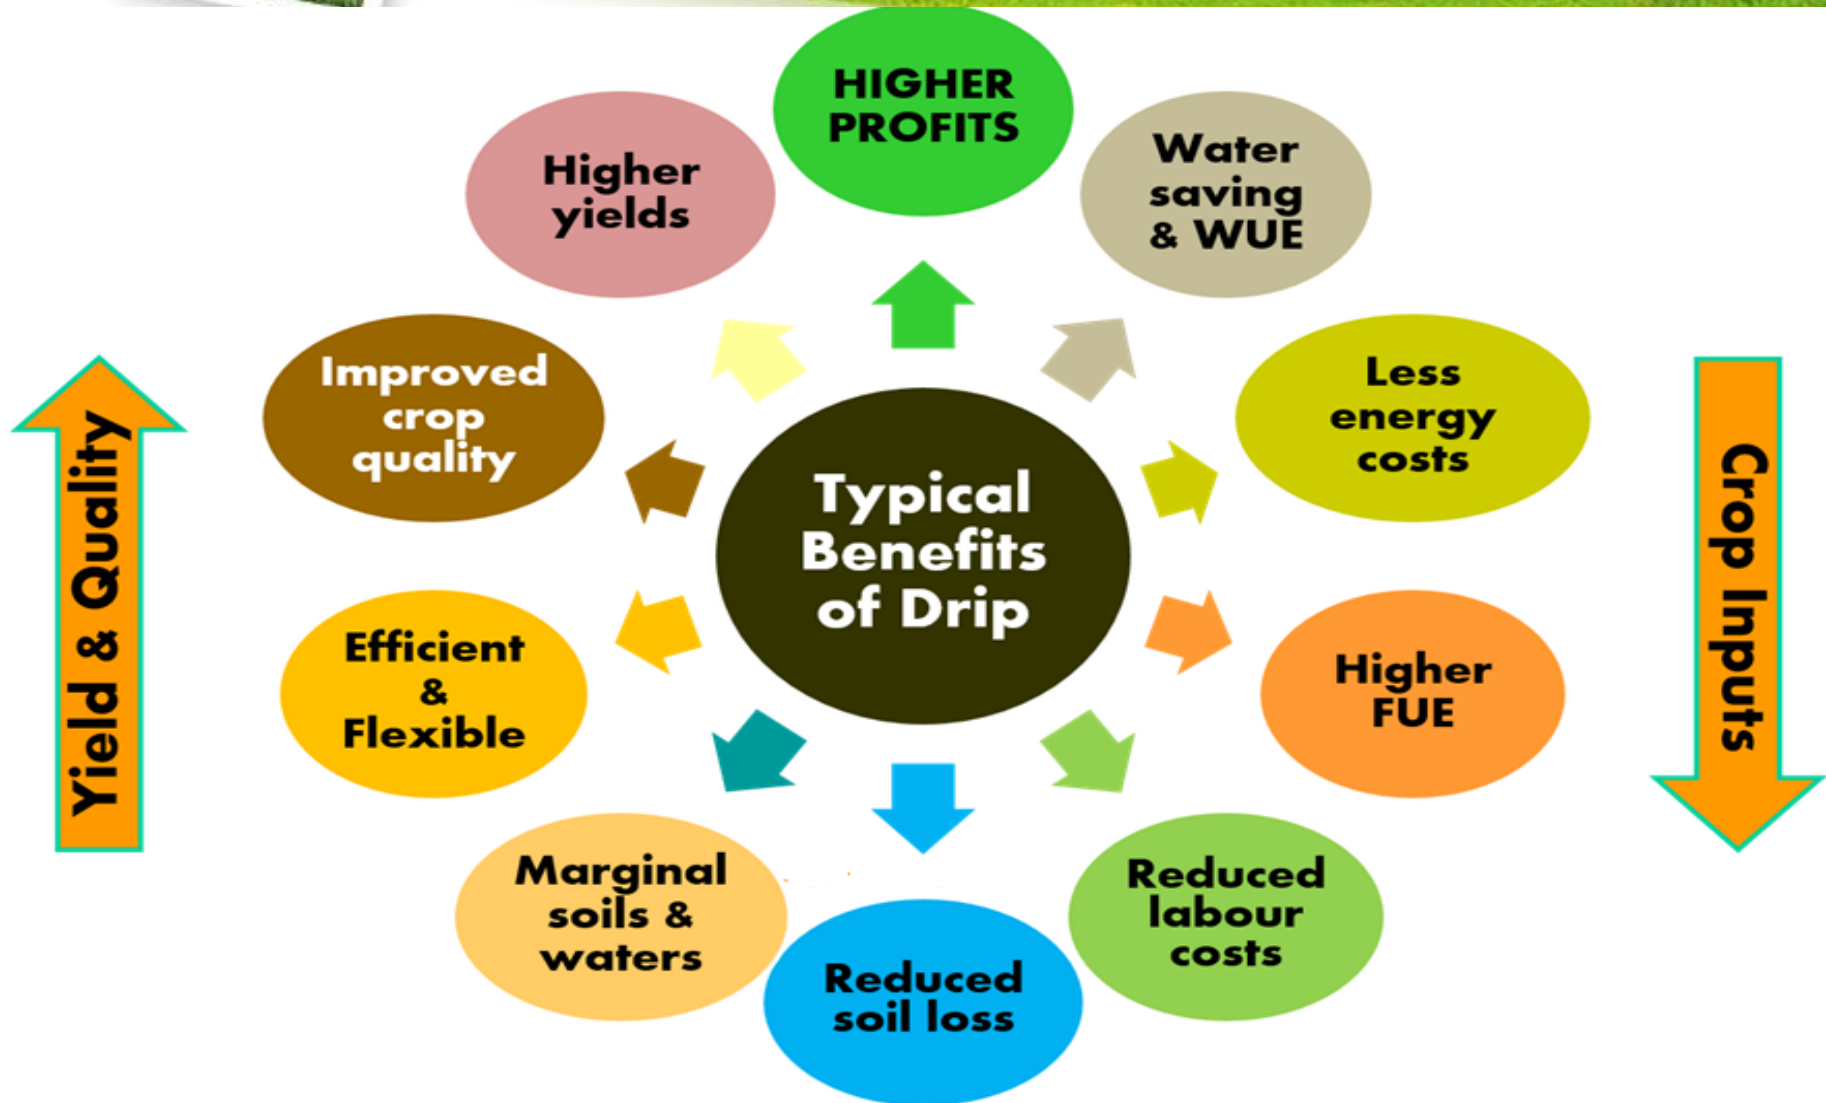 HIGHER
PROFITS
Water
saving
& WUE
Less
energy
costs
Higher
FUE
Reduced
labour
costs
Reduced
soil loss
Marginal
soils &
waters
Efficient
&
Flexible
Improved
crop
quality
Higher
yields
Typical
Benefits
of Drip
Yield & Quality
Crop Inputs